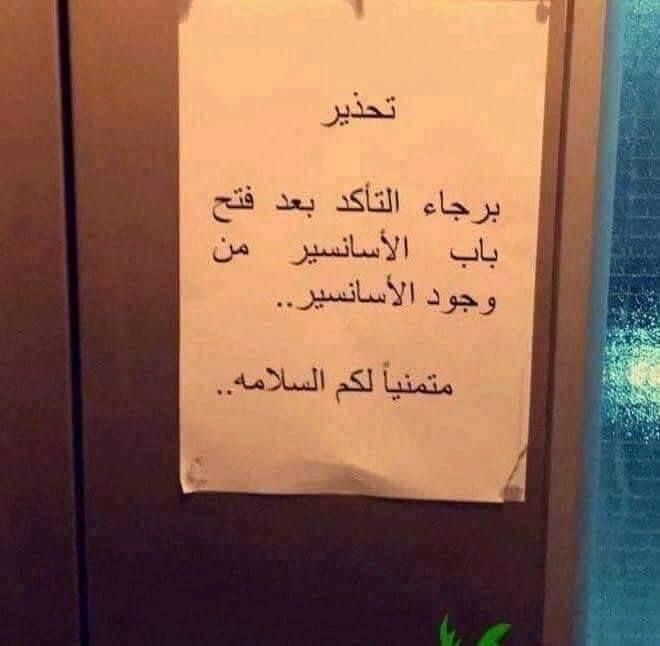 تحذير
برجاء التأكد بعد فتح
باب الأسانسير من
وجود الأسانسير..
متمنياً لكم السلامه..